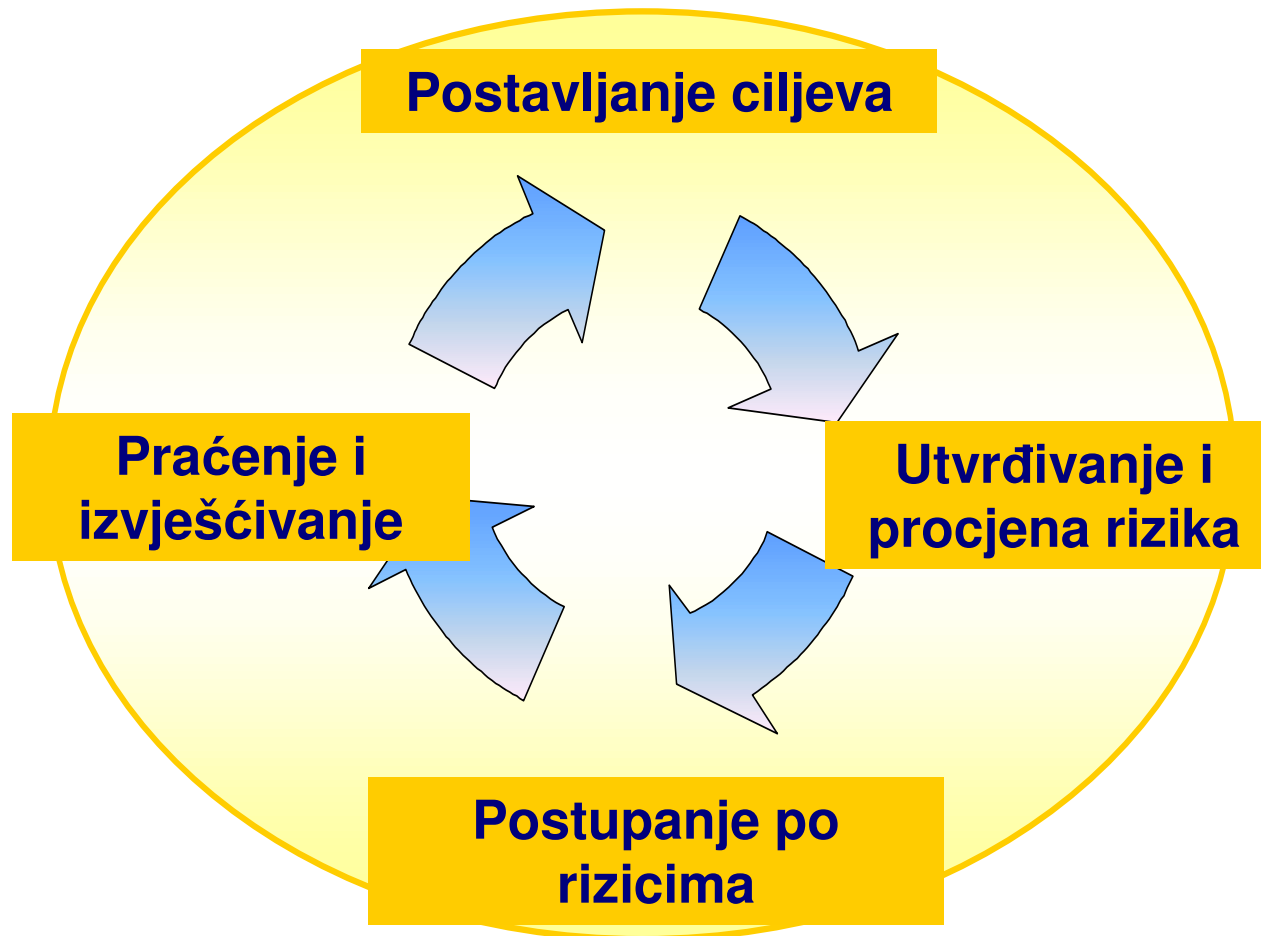 Postavljanje ciljeva
Praćenje i
izvješćivanje
Utvrđivanje i
procjena rizika
Postupanje po
rizicima